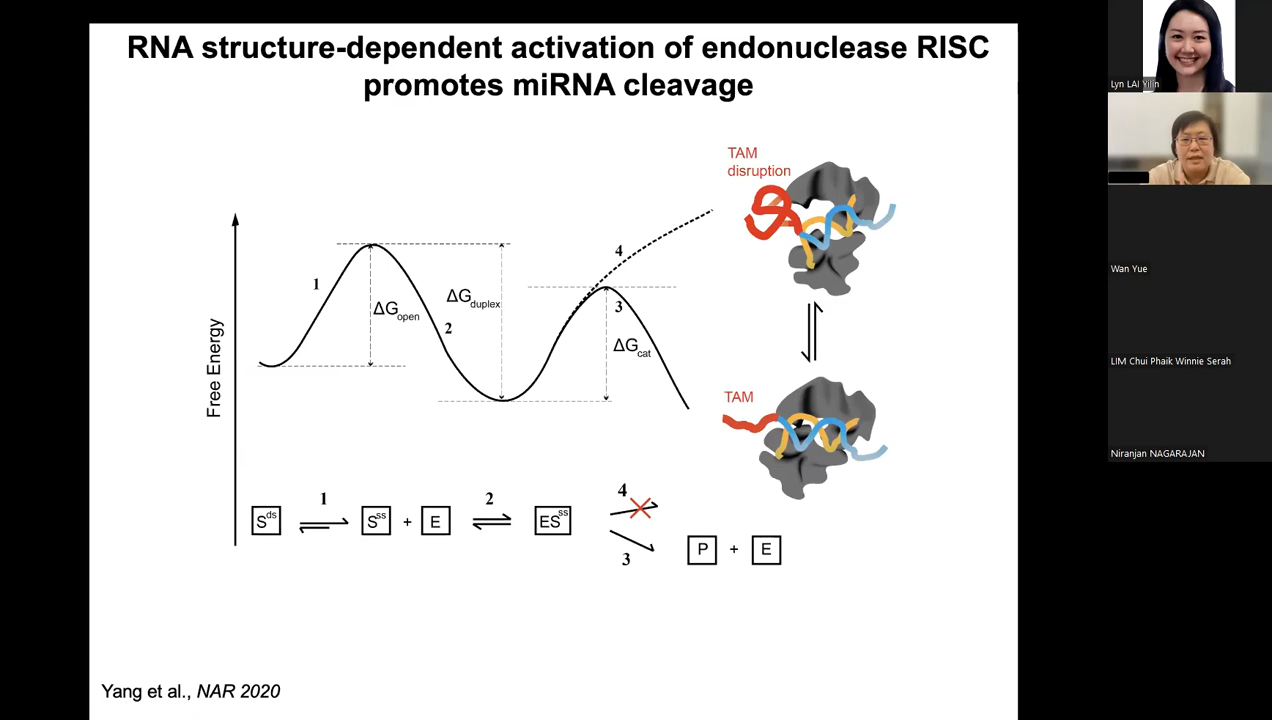 RNA structure-dependent activation of endonuclease RISC
promotes miRNA cleavage
TAM
disruption
4
1
3
ΔGopen
ΔGduplex
2
ΔGcat
Free Energy
TAM
1
2
4
Sds
Sss
+
E
ESss
3
P
+
E
Yang et al., NAR 2020
Lyn LAI Yilin
Wan Yue
LIM Chui Phaik Winnie Serah
Niranjan NAGARAJAN